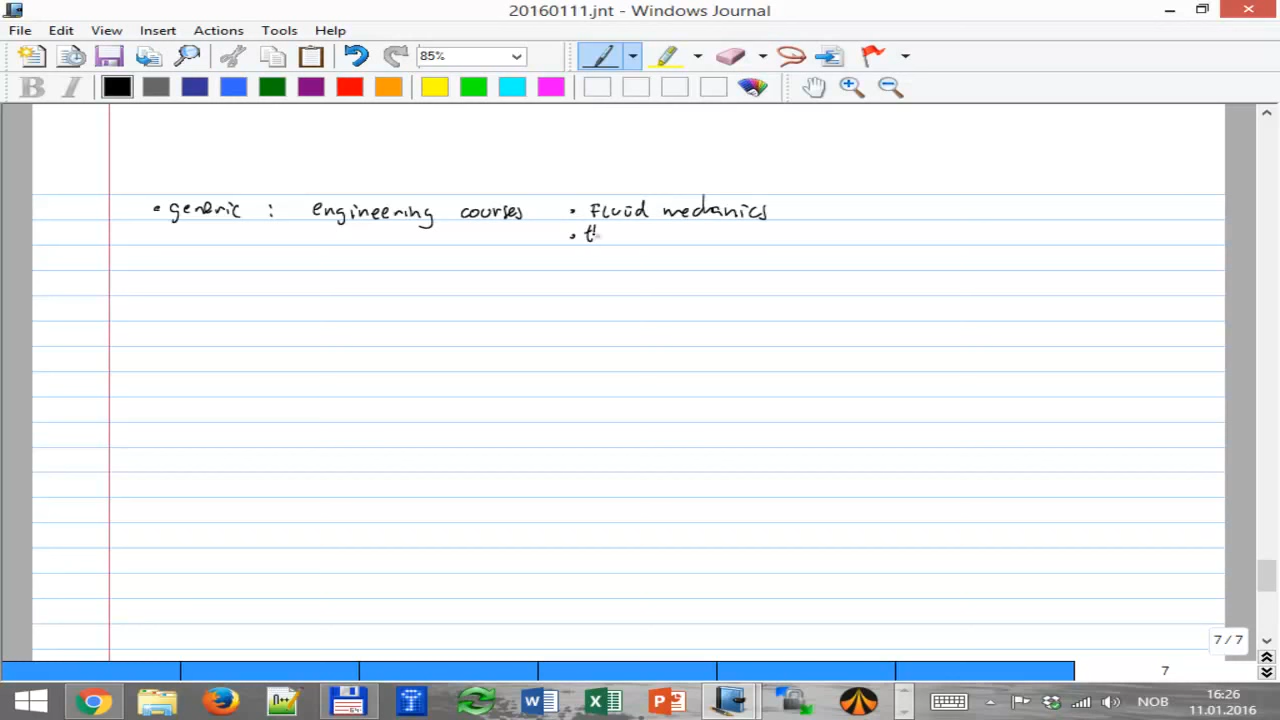 20160111.jnt - Windows Journal
File Edit View Insert Actions Tools Help
85%
B I
• generic : engineering courses • Fluid mechanics
• th
7 / 7
7
NOB
16:26
11.01.2016